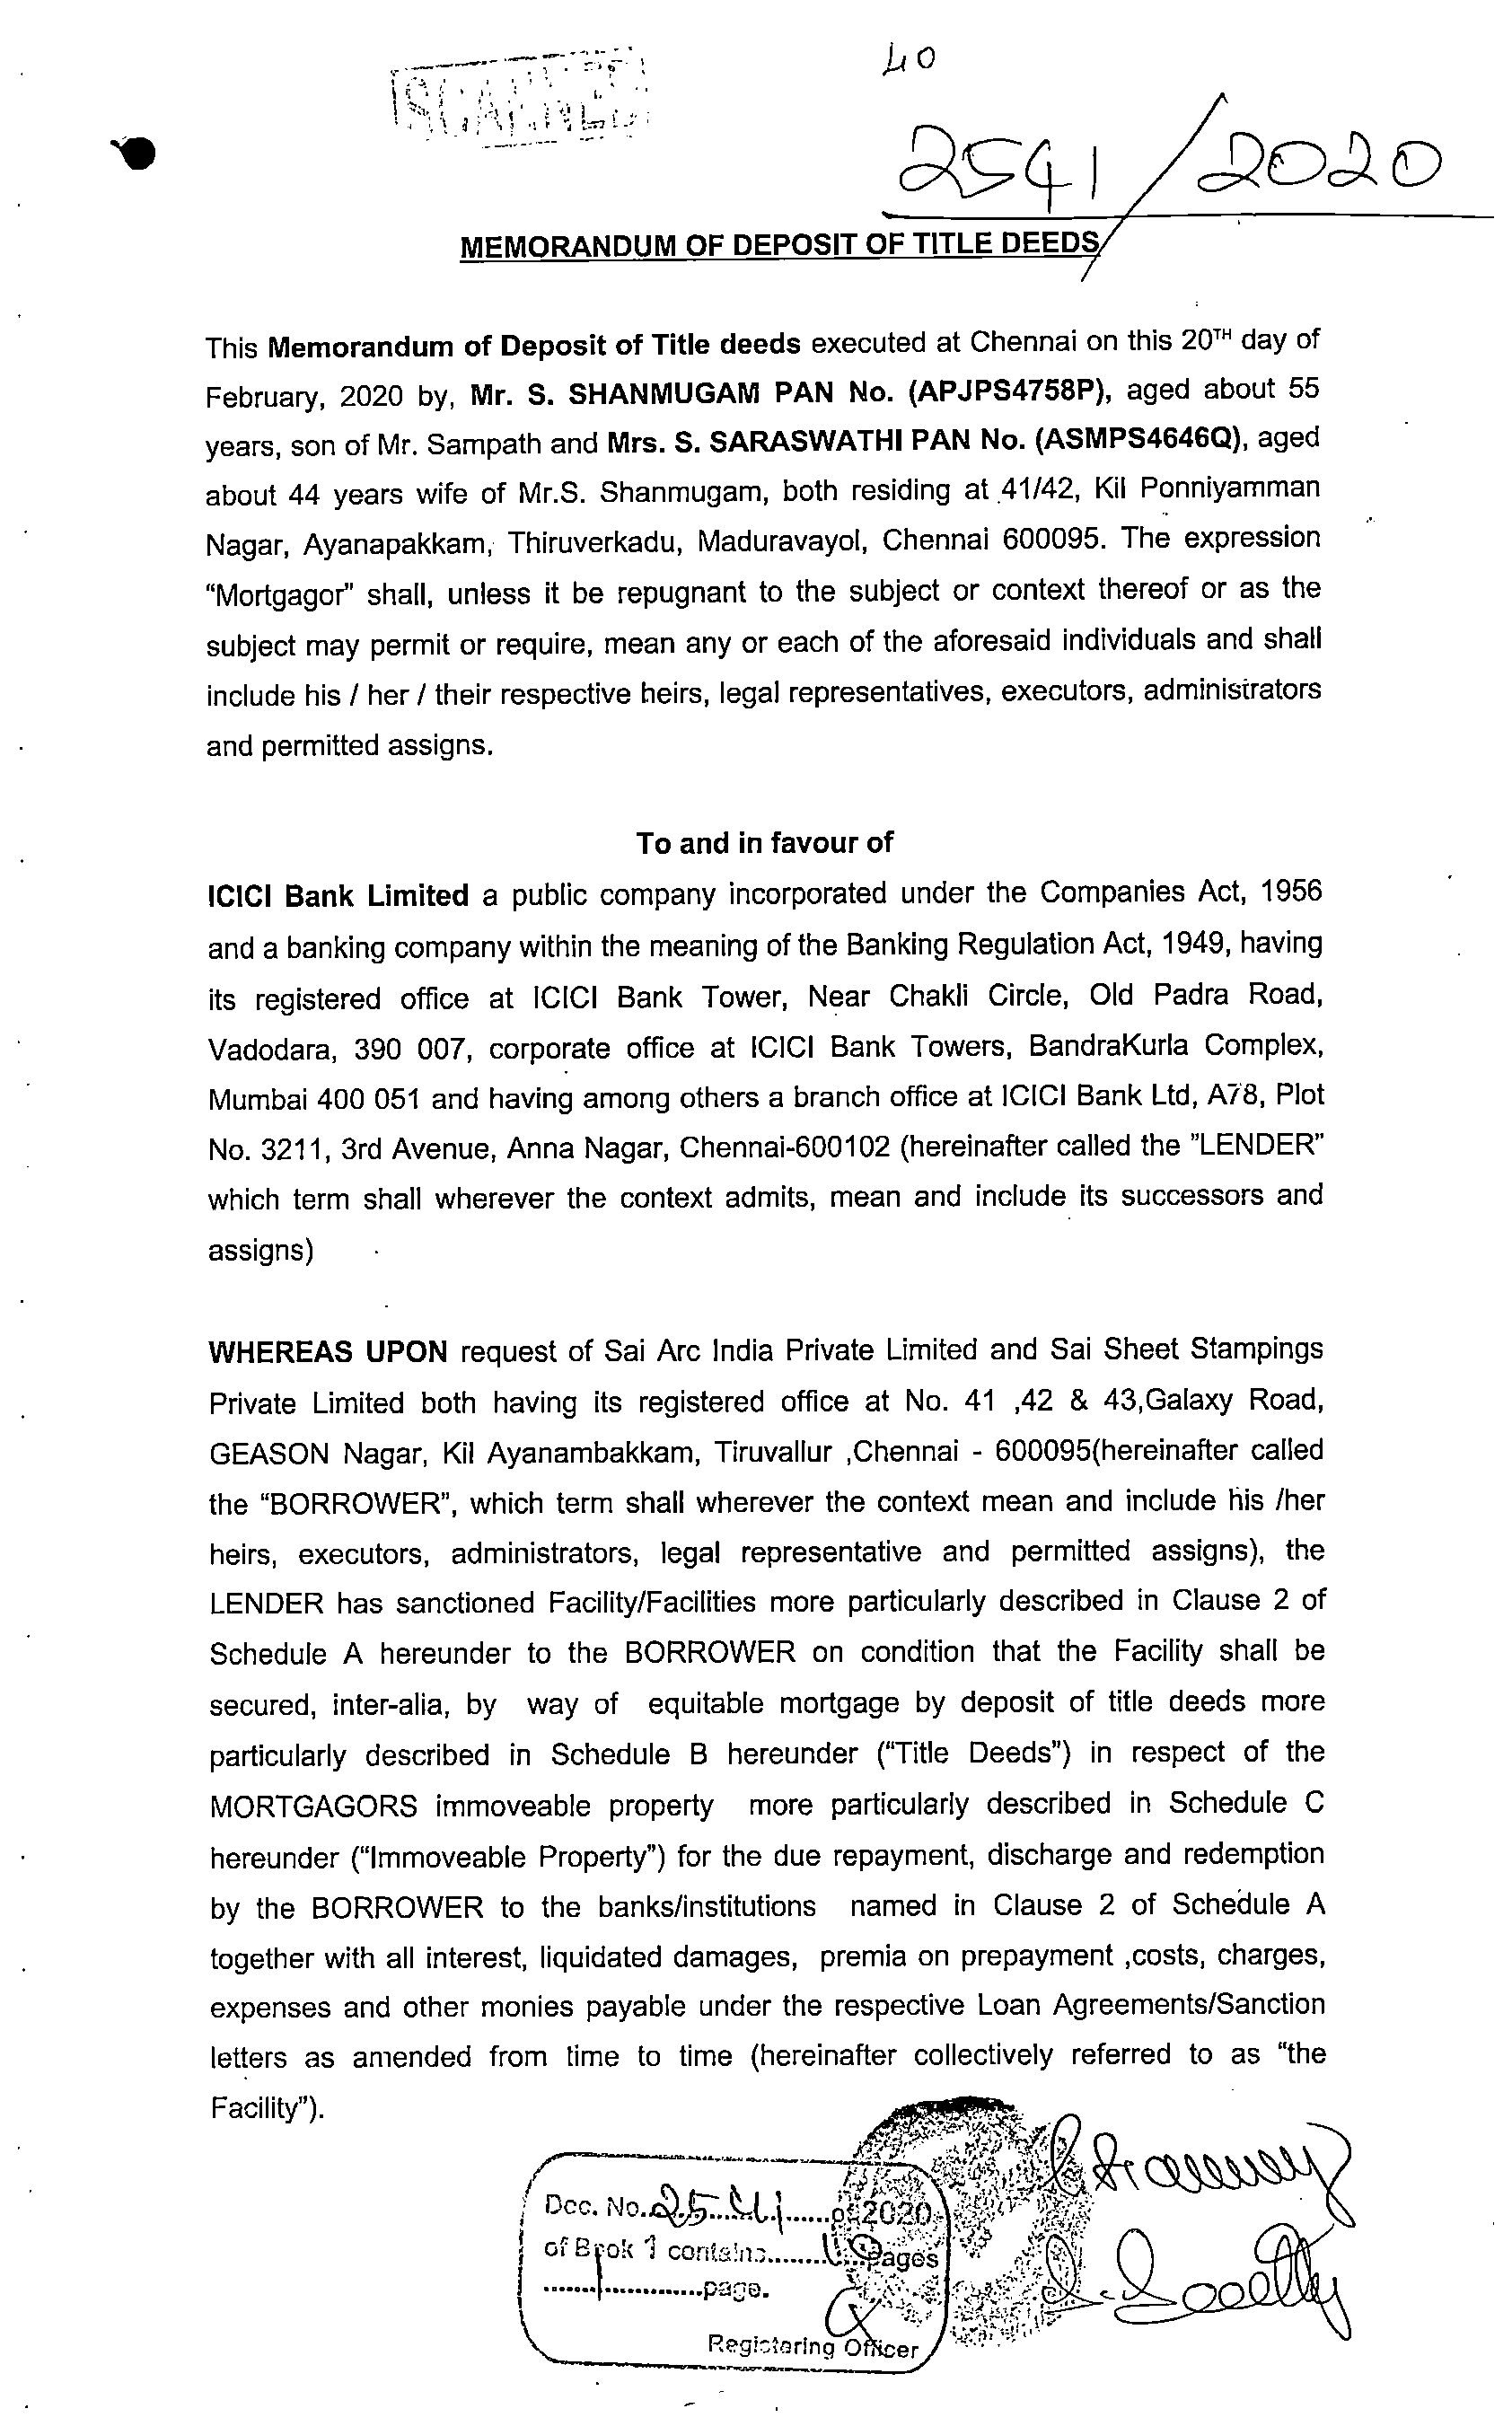 SCANNED
40
2541/2020
MEMORANDUM OF DEPOSIT OF TITLE DEEDS
This Memorandum of Deposit of Title deeds executed at Chennai on this 20TH day of
February, 2020 by, Mr. S. SHANMUGAM PAN No. (APJPS4758P), aged about 55
years, son of Mr. Sampath and Mrs. S. SARASWATHI PAN No. (ASMPS4646Q), aged
about 44 years wife of Mr.S. Shanmugam, both residing at 41/42, Kil Ponniyamman
Nagar, Ayanapakkam, Thiruverkadu, Maduravayol, Chennai 600095. The expression
“Mortgagor” shall, unless it be repugnant to the subject or context thereof or as the
subject may permit or require, mean any or each of the aforesaid individuals and shall
include his / her / their respective heirs, legal representatives, executors, administrators
and permitted assigns.
To and in favour of
ICICI Bank Limited a public company incorporated under the Companies Act, 1956
and a banking company within the meaning of the Banking Regulation Act, 1949, having
its registered office at ICICI Bank Tower, Near Chakli Circle, Old Padra Road,
Vadodara, 390 007, corporate office at ICICI Bank Towers, BandraKurla Complex,
Mumbai 400 051 and having among others a branch office at ICICI Bank Ltd, A78, Plot
No. 3211, 3rd Avenue, Anna Nagar, Chennai-600102 (hereinafter called the ”LENDER”
which term shall wherever the context admits, mean and include its successors and
assigns)
WHEREAS UPON request of Sai Arc India Private Limited and Sai Sheet Stampings
Private Limited both having its registered office at No. 41 ,42 & 43,Galaxy Road,
GEASON Nagar, Kil Ayanambakkam, Tiruvallur ,Chennai - 600095(hereinafter called
the “BORROWER”, which term shall wherever the context mean and include his /her
heirs, executors, administrators, legal representative and permitted assigns), the
LENDER has sanctioned Facility/Facilities more particularly described in Clause 2 of
Schedule A hereunder to the BORROWER on condition that the Facility shall be
secured, inter-alia, by way of equitable mortgage by deposit of title deeds more
particularly described in Schedule B hereunder (“Title Deeds”) in respect of the
MORTGAGORS immoveable property more particularly described in Schedule C
hereunder (“Immoveable Property”) for the due repayment, discharge and redemption
by the BORROWER to the banks/institutions named in Clause 2 of Schedule A
together with all interest, liquidated damages, premia on prepayment ,costs, charges,
expenses and other monies payable under the respective Loan Agreements/Sanction
letters as amended from time to time (hereinafter collectively referred to as “the
Facility”).
Doc. No. 2541 of 2020
of Book 1 contains 10 pages
1 page.
Registering Officer